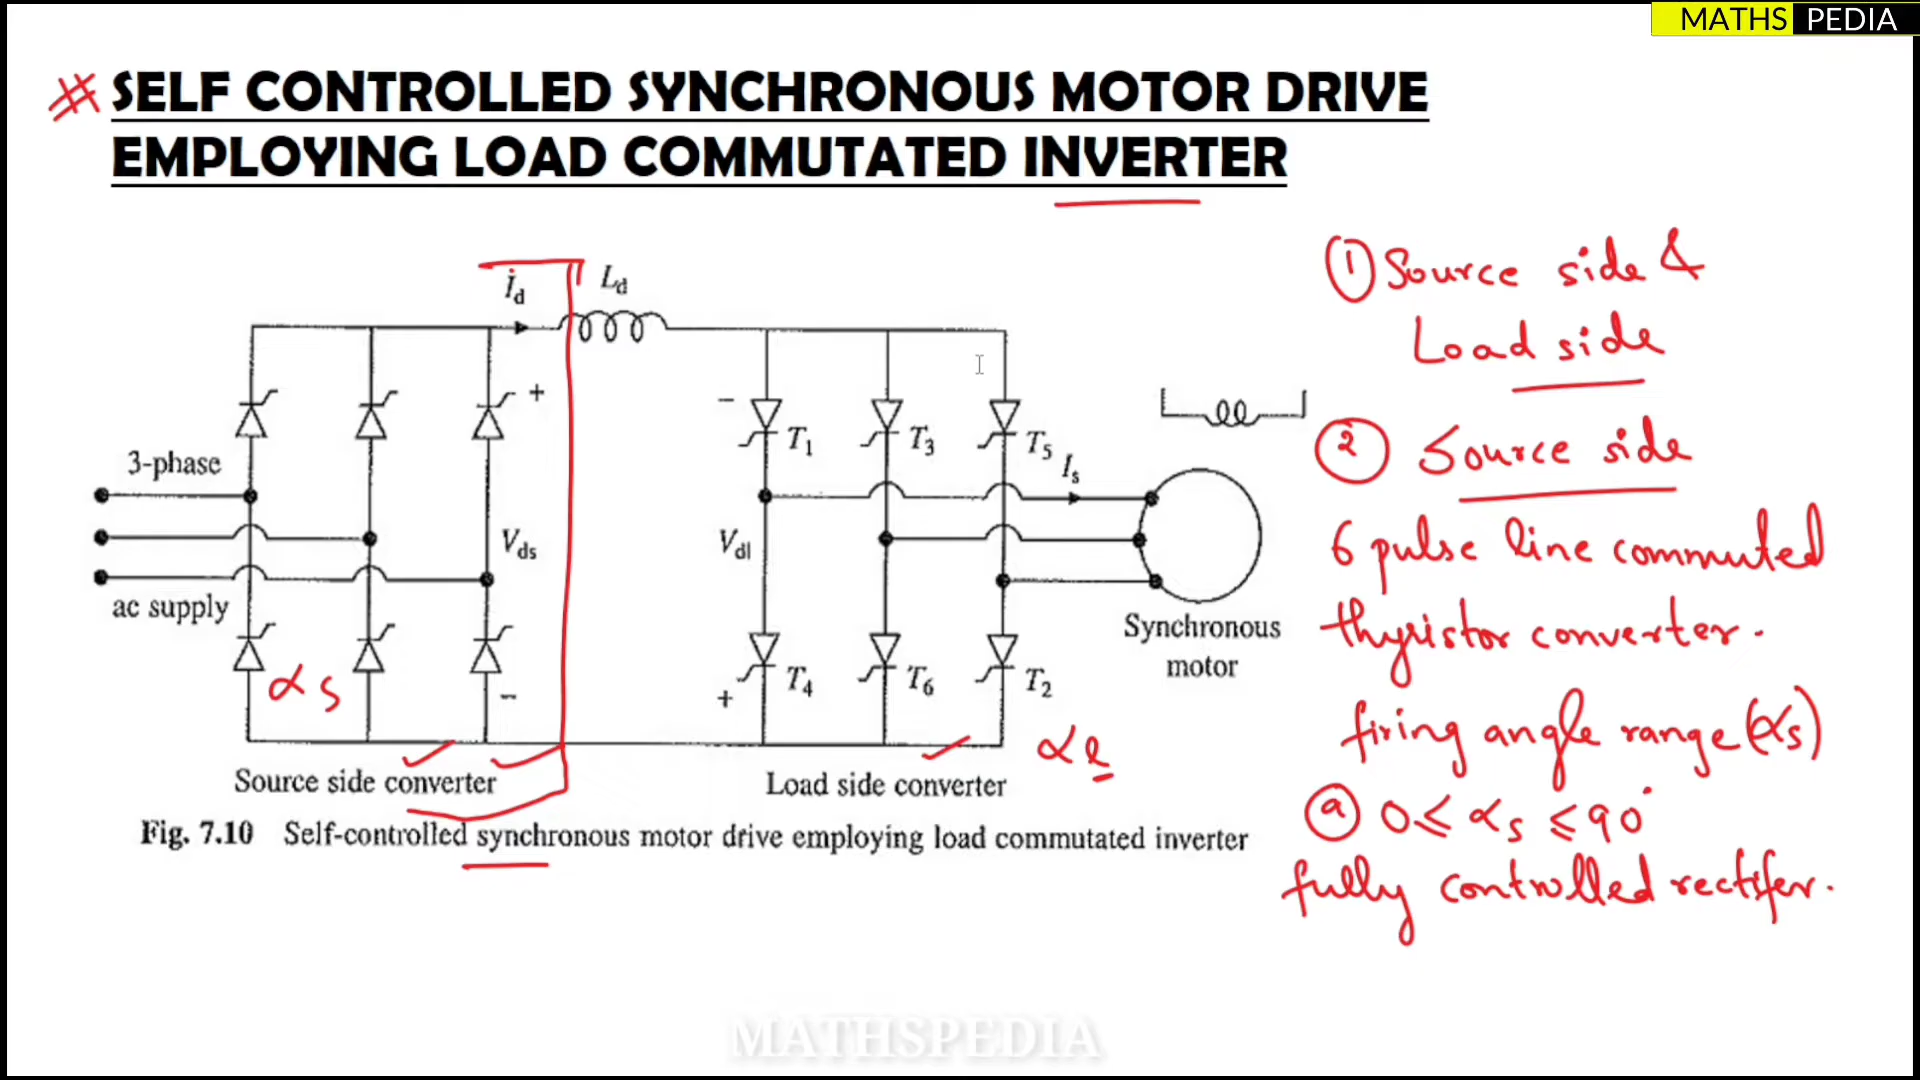 MATHS PEDIA
# SELF CONTROLLED SYNCHRONOUS MOTOR DRIVE
EMPLOYING LOAD COMMUTATED INVERTER
① Source side &
Load side
② Source side
6 pulse line commuted
thyristor converter.
firing angle range (αs)
ⓐ 0 ≤ αs ≤ 90°
fully controlled rectifer.
id
Ld
+
−
T1
T3
T5
Is
3-phase
Vds
Vdl
ac supply
Synchronous
motor
αs
−
+
T4
T6
T2
αl
Source side converter
Load side converter
Fig. 7.10 Self-controlled synchronous motor drive employing load commutated inverter
MATHSPEDIA